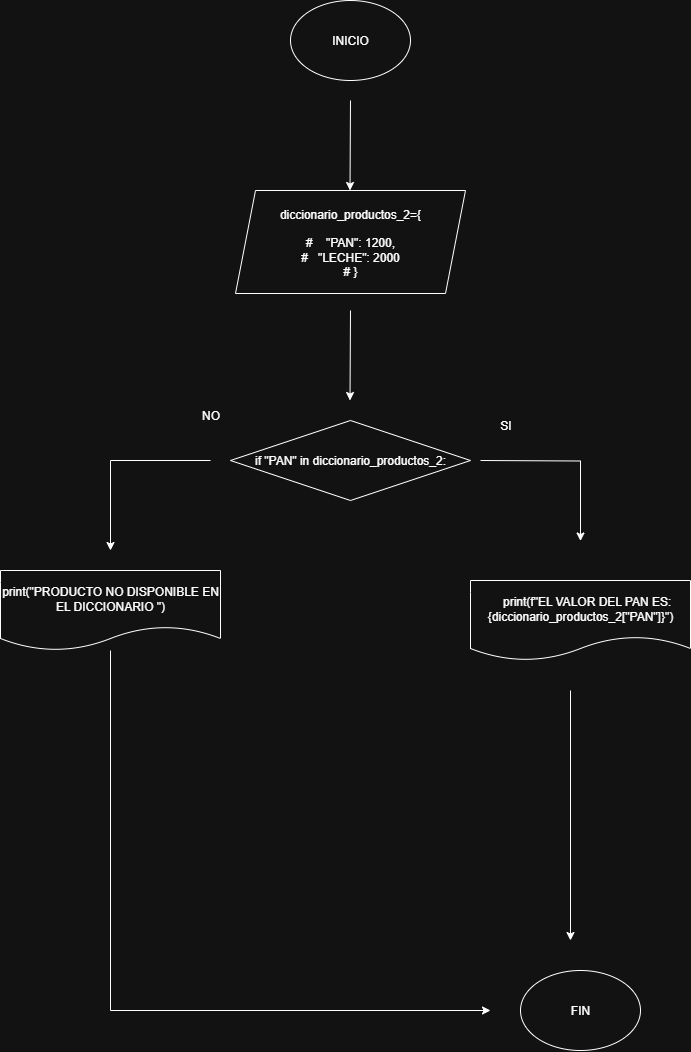 INICIO
diccionario_productos_2={
#    "PAN": 1200,
#   "LECHE": 2000
# }
NO
SI
if "PAN" in diccionario_productos_2:
print("PRODUCTO NO DISPONIBLE EN
EL DICCIONARIO ")
print(f"EL VALOR DEL PAN ES:
{diccionario_productos_2["PAN"]}")
FIN